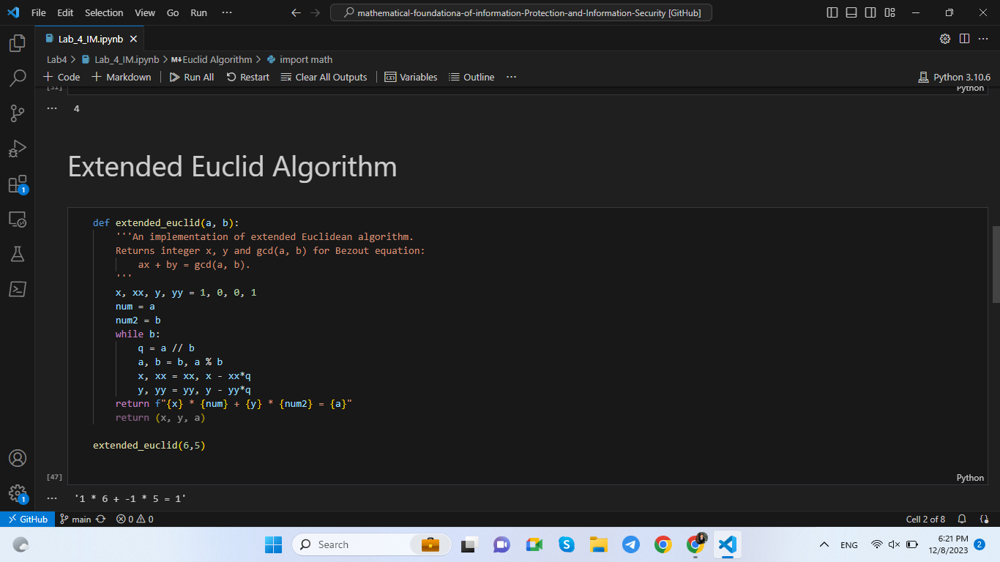 File Edit Selection View Go Run ···
mathematical-foundationa-of-information-Protection-and-Information-Security [GitHub]
Lab_4_IM.ipynb
Lab4 > Lab_4_IM.ipynb > M↓Euclid Algorithm > import math
+ Code + Markdown Run All Restart Clear All Outputs Variables Outline ··· Python 3.10.6
[31] Python
··· 4
Extended Euclid Algorithm
def extended_euclid(a, b):
'''An implementation of extended Euclidean algorithm.
Returns integer x, y and gcd(a, b) for Bezout equation:
ax + by = gcd(a, b).
'''
x, xx, y, yy = 1, 0, 0, 1
num = a
num2 = b
while b:
q = a // b
a, b = b, a % b
x, xx = xx, x - xx*q
y, yy = yy, y - yy*q
return f"{x} * {num} + {y} * {num2} = {a}"
return (x, y, a)
extended_euclid(6,5)
[47] Python
··· '1 * 6 + -1 * 5 = 1'
1
1
GitHub main 0 0 Cell 2 of 8
Search ENG 6:21 PM
12/8/2023 2